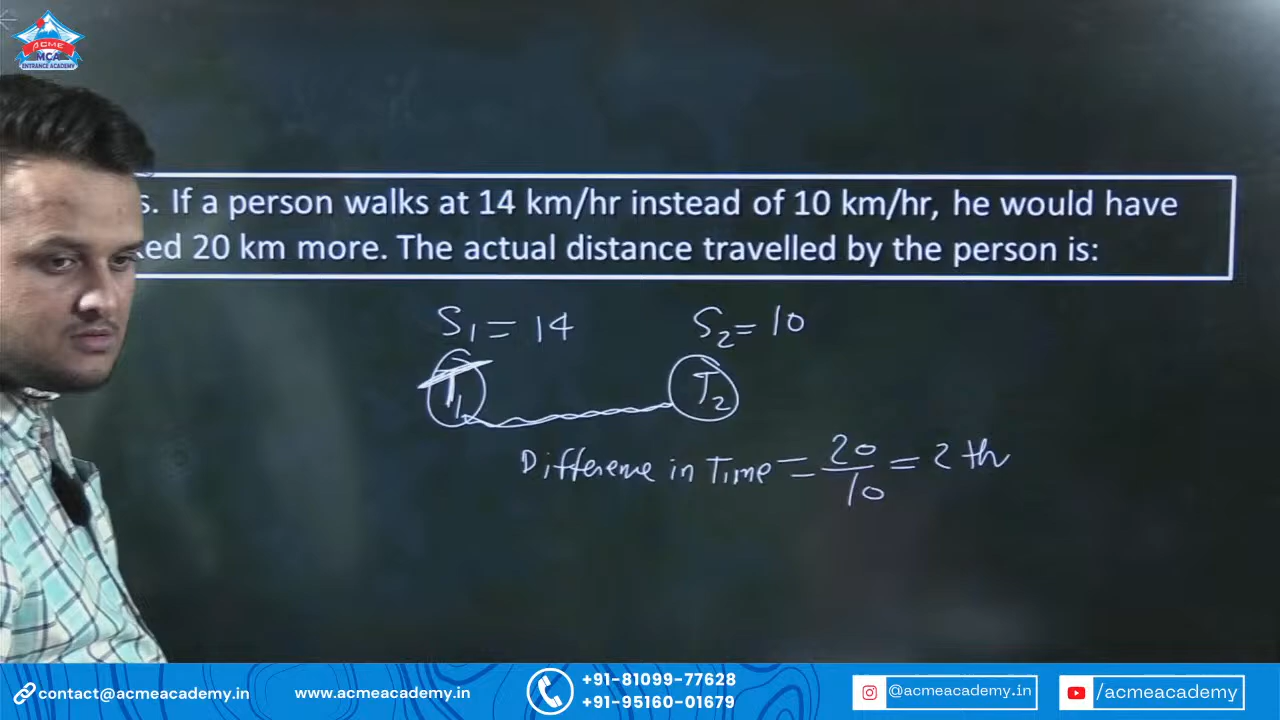 ACME
MCA
ENTRANCE ACADEMY
s. If a person walks at 14 km/hr instead of 10 km/hr, he would have
ked 20 km more. The actual distance travelled by the person is:
S₁ = 14 S₂ = 10
T₁ T₂
Difference in Time = 20/10 = 2 th
contact@acmeacademy.in www.acmeacademy.in +91-81099-77628
+91-95160-01679
@acmeacademy.in /acmeacademy